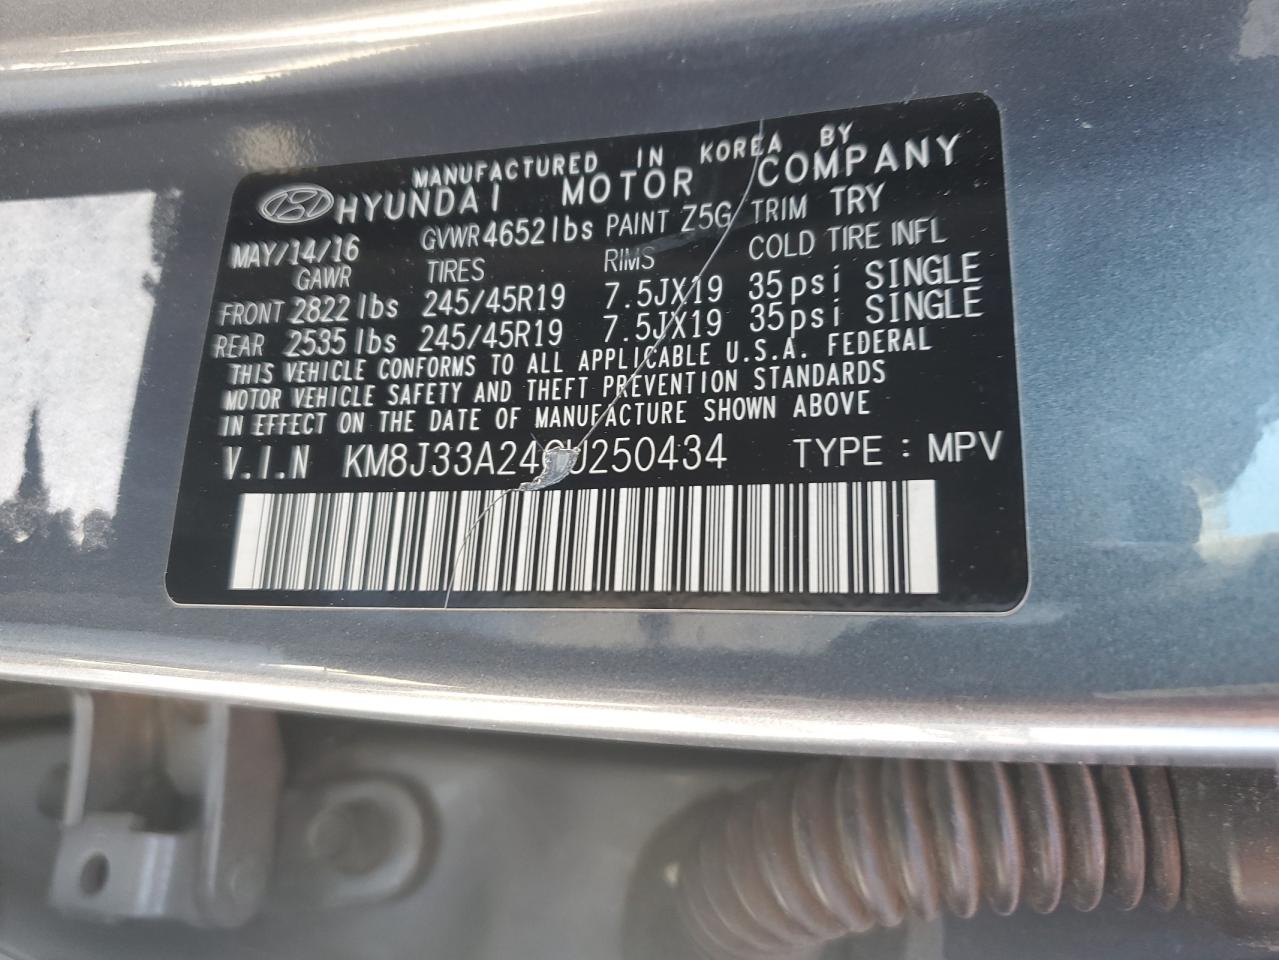 MANUFACTURED IN KOREA BY
HYUNDAI MOTOR COMPANY
MAY/14/16 GVWR 4652 lbs PAINT Z5G TRIM TRY
GAWR TIRES RIMS COLD TIRE INFL
FRONT 2822 lbs 245/45R19 7.5JX19 35psi SINGLE
REAR 2535 lbs 245/45R19 7.5JX19 35psi SINGLE
THIS VEHICLE CONFORMS TO ALL APPLICABLE U.S.A. FEDERAL
MOTOR VEHICLE SAFETY AND THEFT PREVENTION STANDARDS
IN EFFECT ON THE DATE OF MANUFACTURE SHOWN ABOVE
V.I.N KM8J33A24GU250434 TYPE : MPV